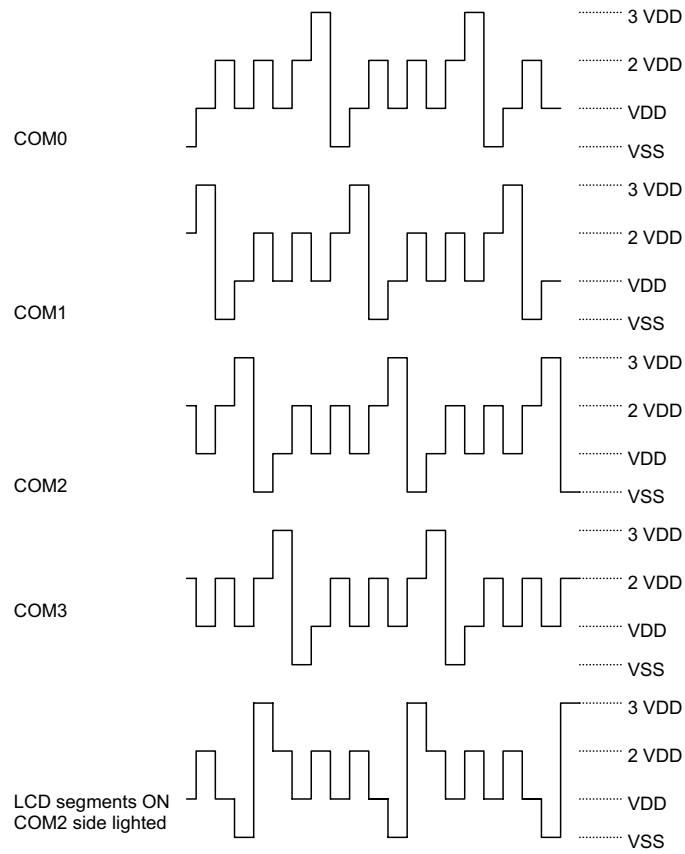 3 VDD
2 VDD
VDD
COM0
VSS
3 VDD
2 VDD
VDD
COM1
VSS
3 VDD
2 VDD
VDD
COM2
VSS
3 VDD
2 VDD
COM3
VDD
VSS
3 VDD
2 VDD
LCD segments ON
VDD
COM2 side lighted
VSS